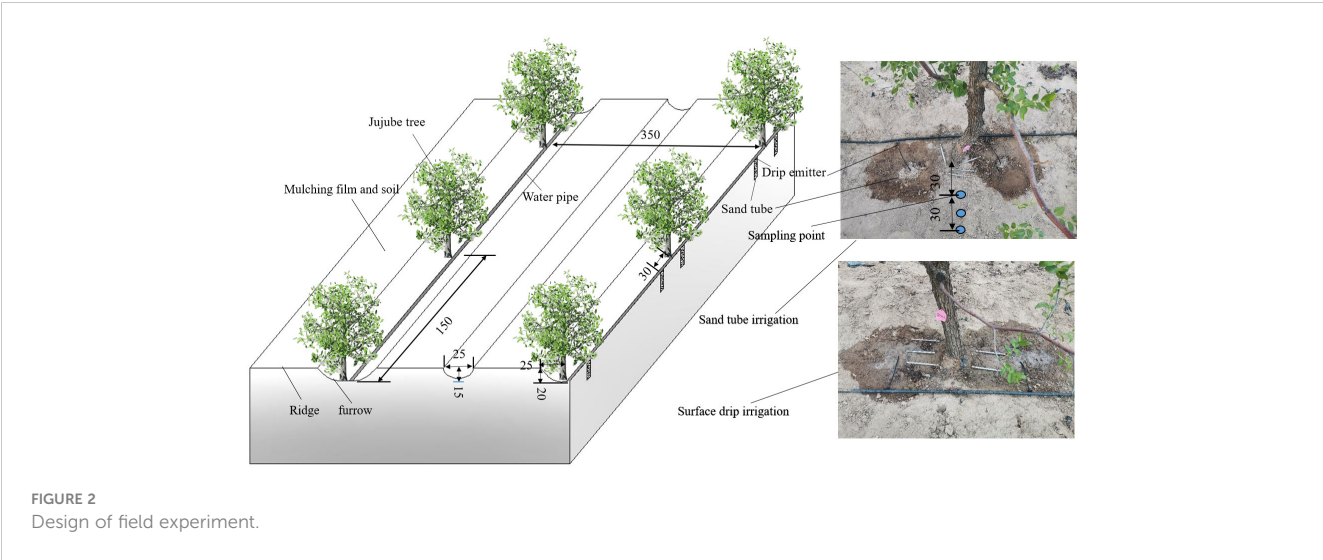 Jujube tree
350
Mulching film and soil
Water pipe
Drip emitter
Sand tube
Sampling point
30
30
30
150
Sand tube irrigation
25
15
25
20
Ridge
furrow
Surface drip irrigation
FIGURE 2
Design of field experiment.